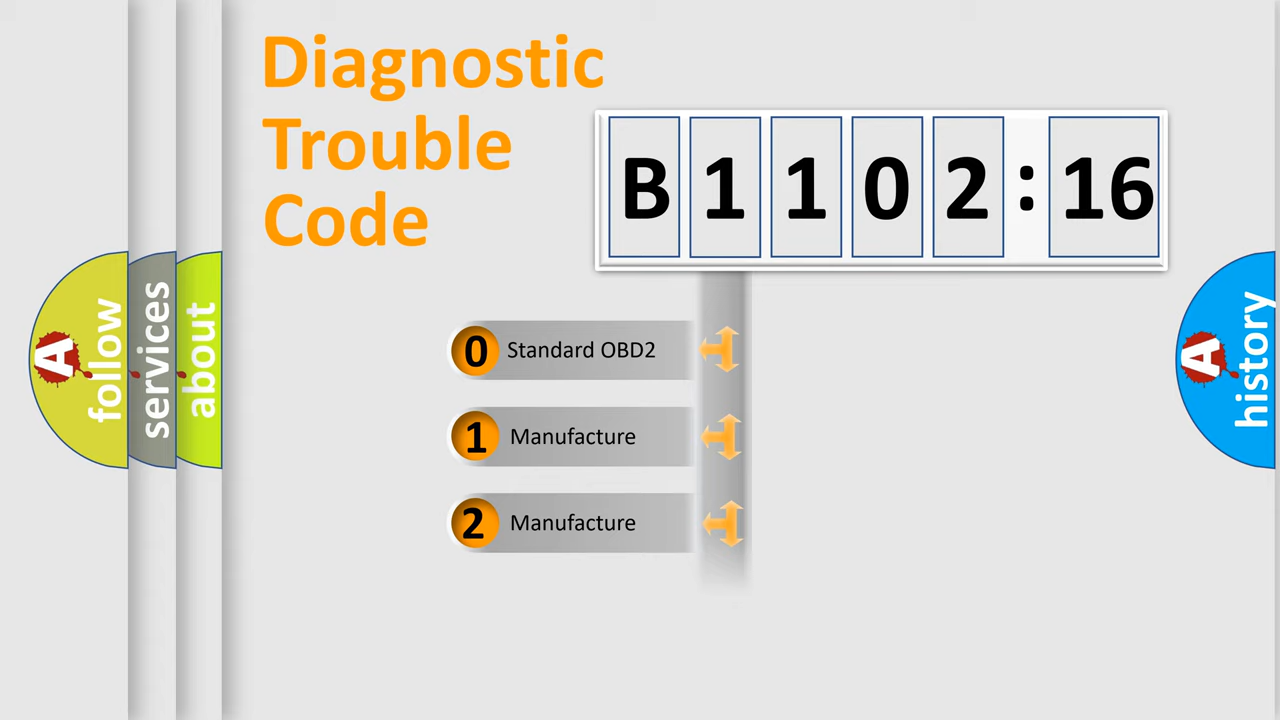 Diagnostic
Trouble
Code
B 1 1 0 2 : 16
0 Standard OBD2
1 Manufacture
2 Manufacture
A follow
services
about
A history